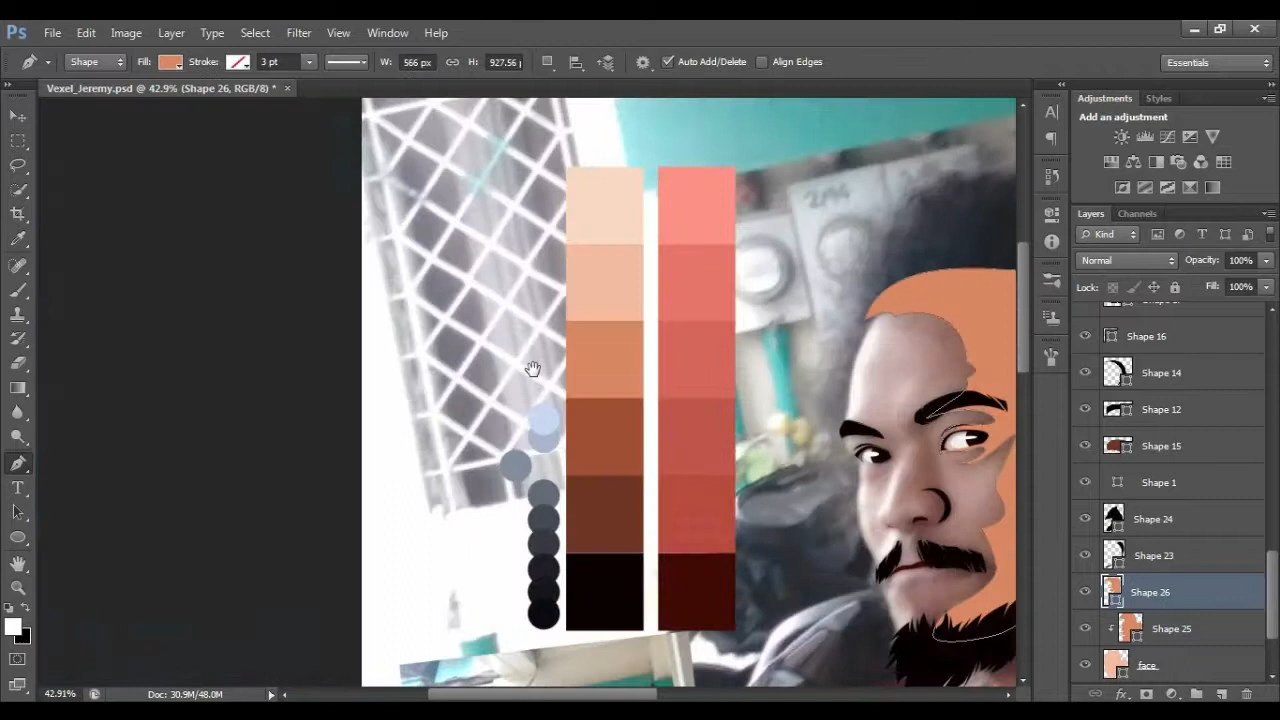 Ps File Edit Image Layer Type Select Filter View Window Help
Shape Fill: Stroke: 3 pt W: 566 px H: 927.56 Auto Add/Delete Align Edges Essentials
Vexel_Jeremy.psd @ 42.9% (Shape 26, RGB/8) * ×
Adjustments Styles
Add an adjustment
Layers Channels
Kind
Normal Opacity: 100%
Lock: Fill: 100%
Shape 16
Shape 14
Shape 12
Shape 15
Shape 1
Shape 24
Shape 23
Shape 26
Shape 25
face
42.91% Doc: 30.9M/48.0M